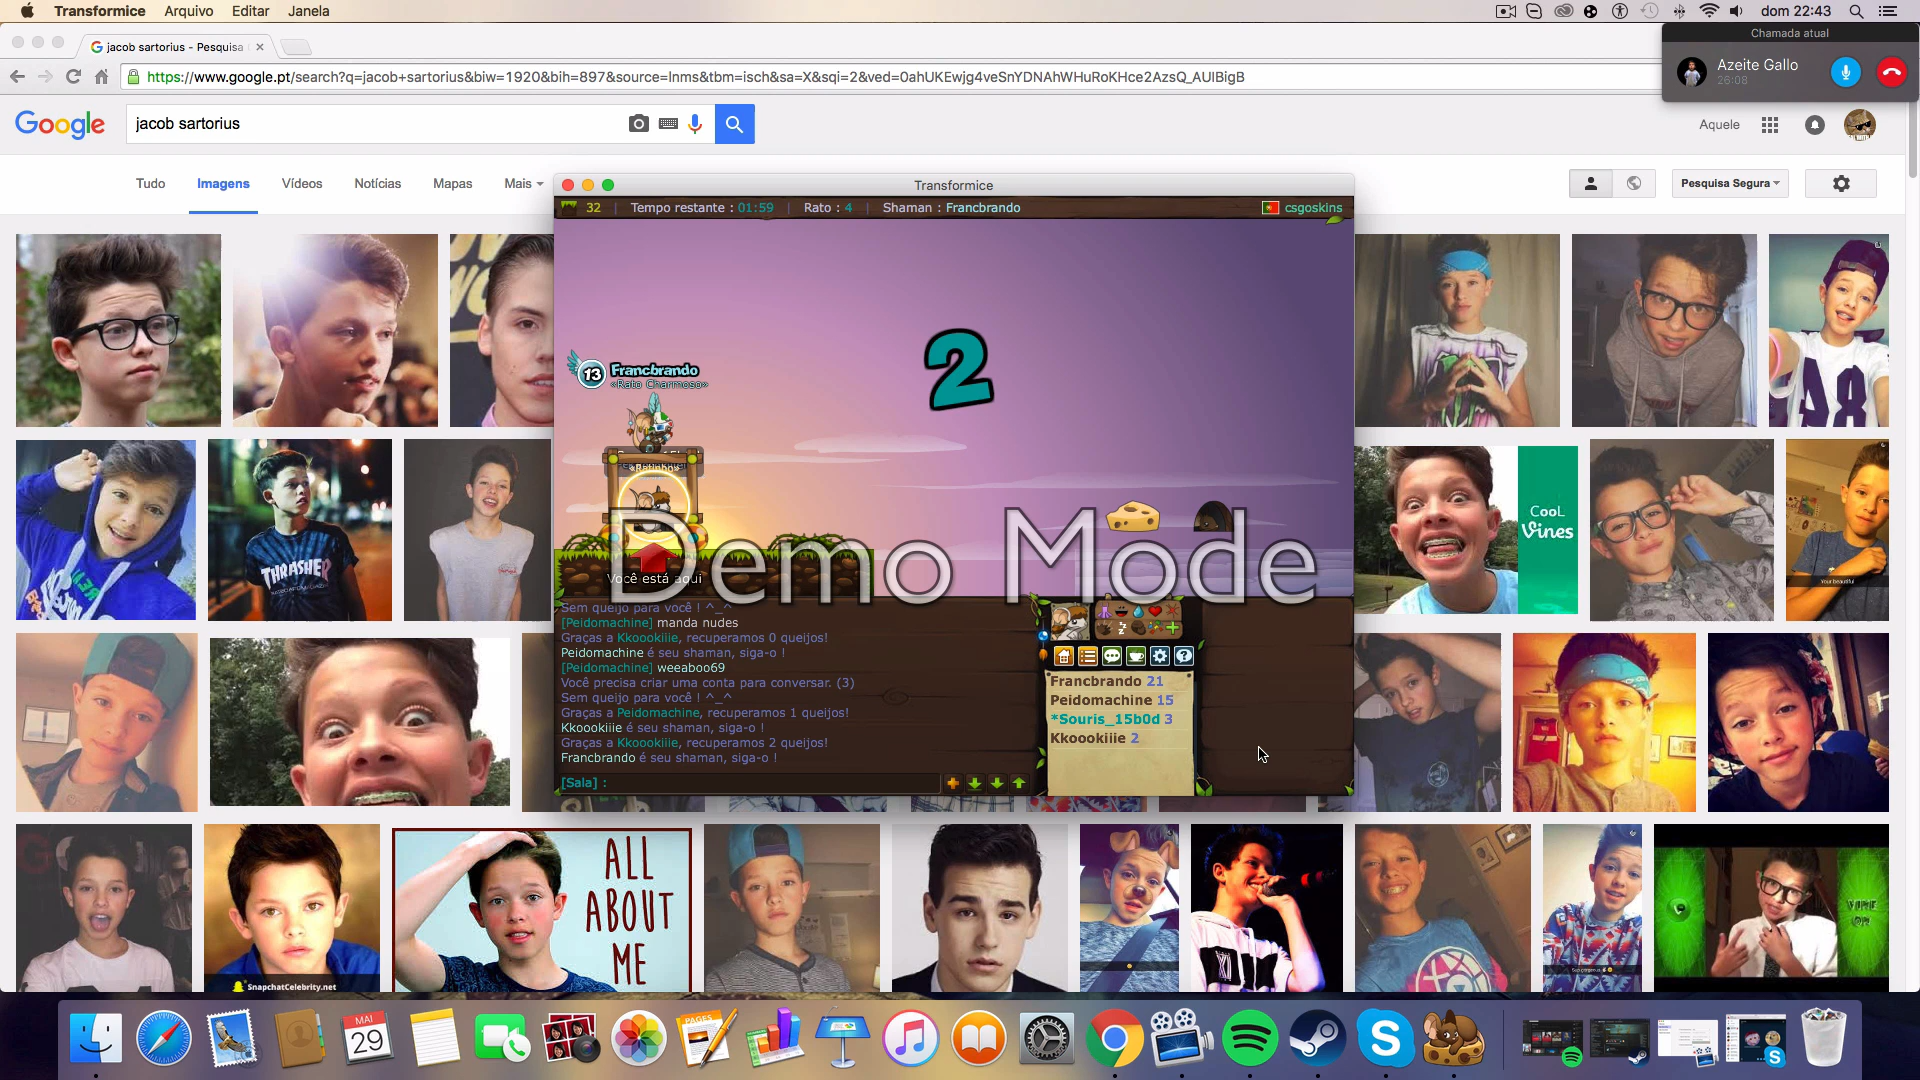 Transformice Arquivo Editar Janela
dom 22:43
jacob sartorius - Pesquisa
https://www.google.pt/search?q=jacob+sartorius&biw=1920&bih=897&source=lnms&tbm=isch&sa=X&sqi=2&ved=0ahUKEwjg4veSnYDNAhWHuRoKHce2AzsQ_AUIBigB
Chamada atual
Azeite Gallo
26:08
Google
jacob sartorius
Aquele
Tudo Imagens Vídeos Notícias Mapas Mais
Pesquisa Segura
Transformice
32 | Tempo restante : 01:59 | Rato : 4 | Shaman : Francbrando
csgoskins
2
13 Francbrando
«Rato Charmoso»
Você está aqui
Demo Mode
Sem queijo para você ! ^_^
[Peidomachine] manda nudes
Graças a Kkoookiiie, recuperamos 0 queijos!
Peidomachine é seu shaman, siga-o !
[Peidomachine] weeaboo69
Você precisa criar uma conta para conversar. (3)
Sem queijo para você ! ^_^
Graças a Peidomachine, recuperamos 1 queijos!
Kkoookiiie é seu shaman, siga-o !
Graças a Kkoookiiie, recuperamos 2 queijos!
Francbrando é seu shaman, siga-o !
[Sala] :
Francbrando 21
Peidomachine 15
*Souris_15b0d 3
Kkoookiiie 2
THRASHER
CooL
Vines
Your beautiful
SnapchatCelebrity.net
ALL
ABOUT
ME
VINE
ON
MAI
29
PAGES